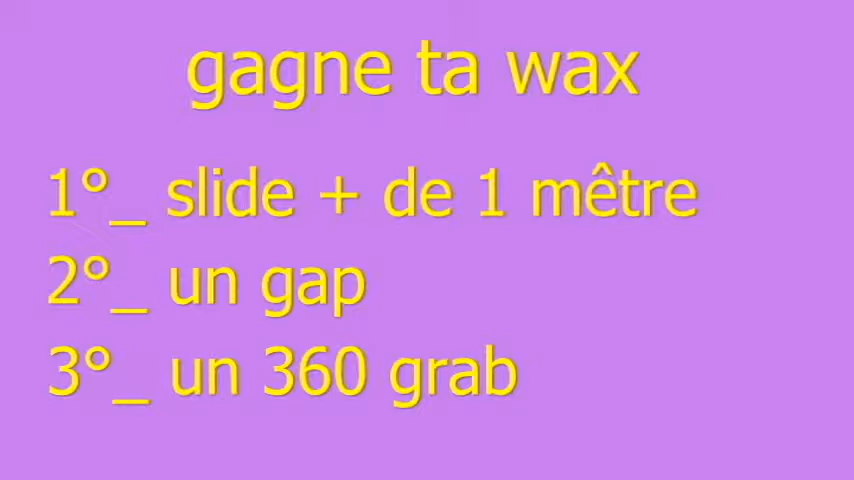 gagne ta wax
1°_ slide + de 1 mêtre
2°_ un gap
3°_ un 360 grab